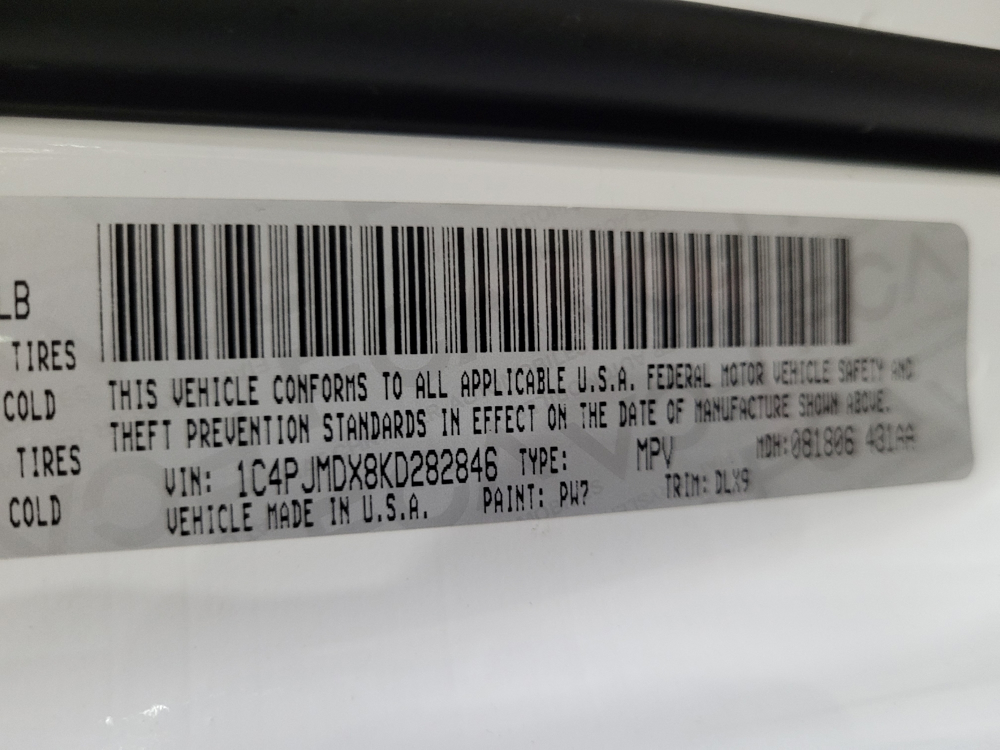 LB
TIRES
COLD
TIRES
COLD
THIS VEHICLE CONFORMS TO ALL APPLICABLE U.S.A. FEDERAL MOTOR VEHICLE SAFETY AND
THEFT PREVENTION STANDARDS IN EFFECT ON THE DATE OF MANUFACTURE SHOWN ABOVE.
VIN: 1C4PJMDX8KD282846 TYPE: MPV MDH:081806 431AA
VEHICLE MADE IN U.S.A. PAINT: PW7 TRIM: DLX9